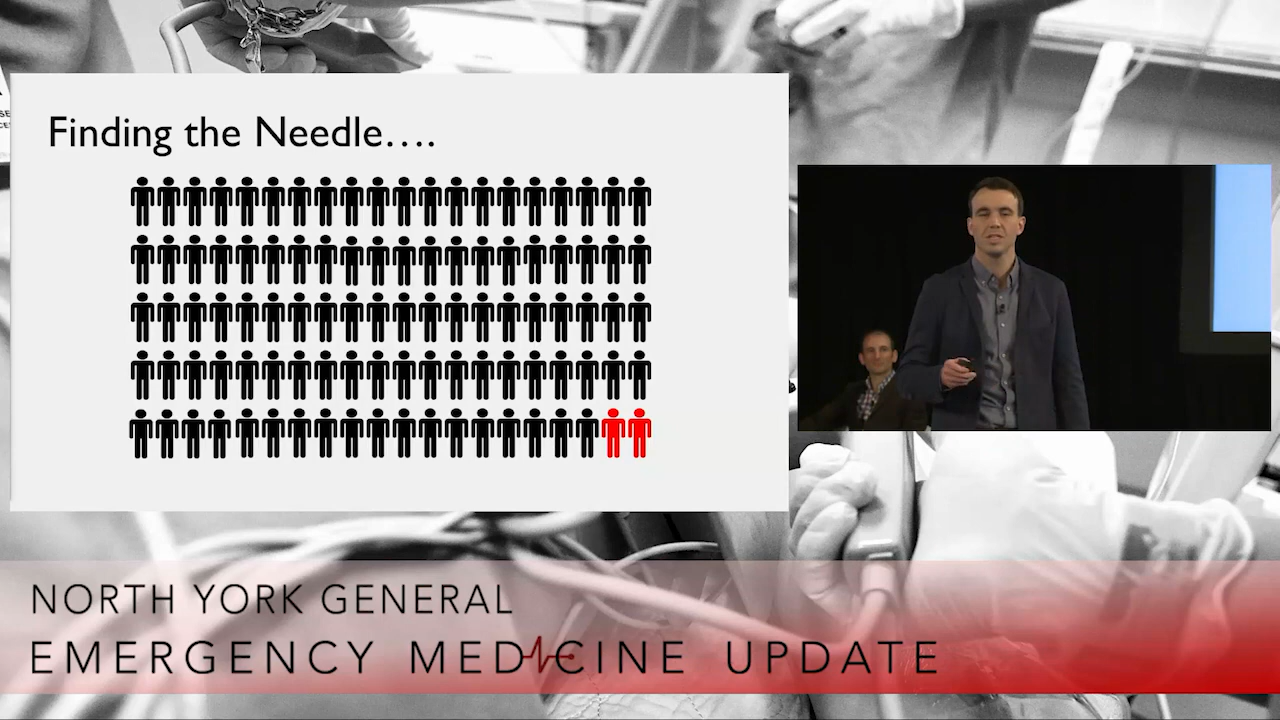 Finding the Needle....
NORTH YORK GENERAL
EMERGENCY MEDICINE UPDATE